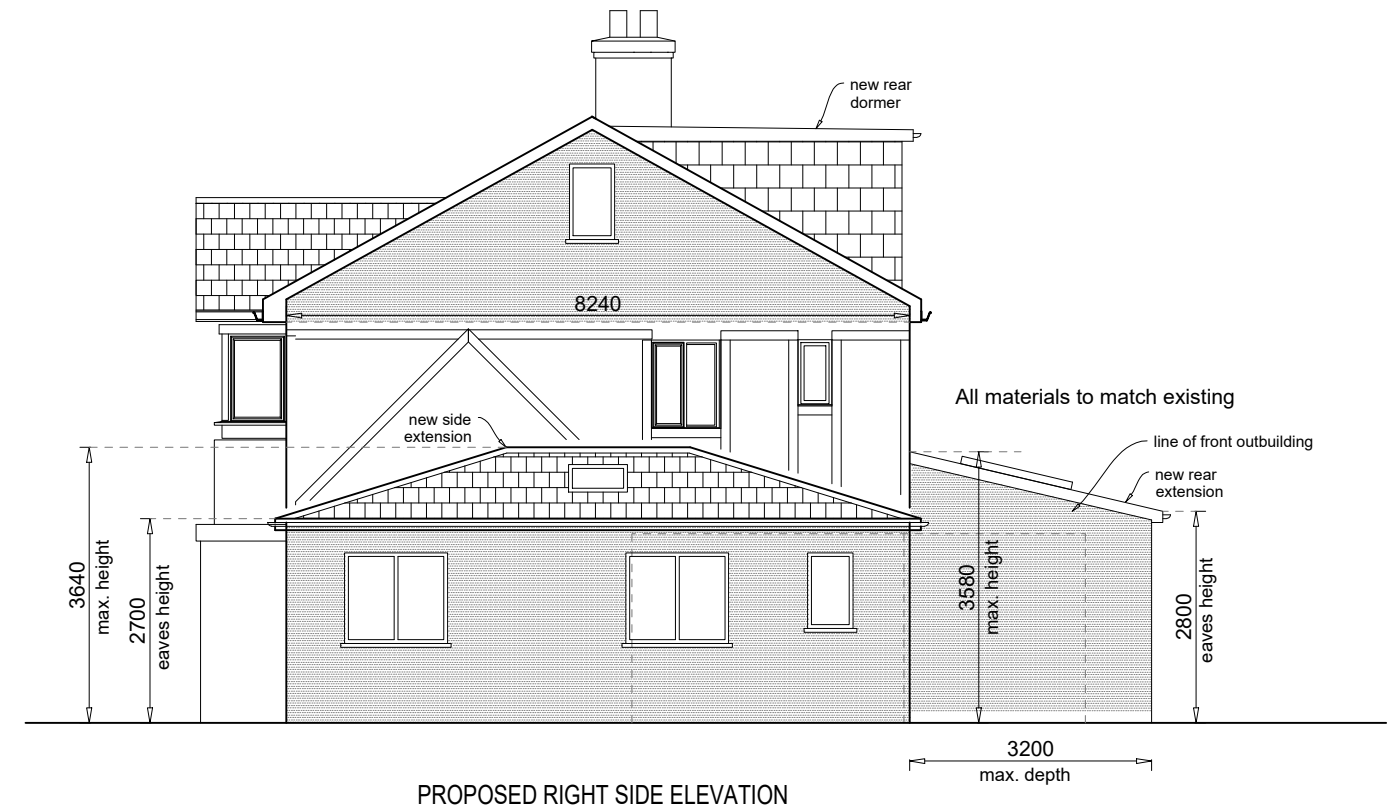 new rear
dormer
8240
All materials to match existing
new side
extension
line of front outbuilding
new rear
extension
3640
max. height
2700
eaves height
3580
max. height
2800
eaves height
3200
max. depth
PROPOSED RIGHT SIDE ELEVATION